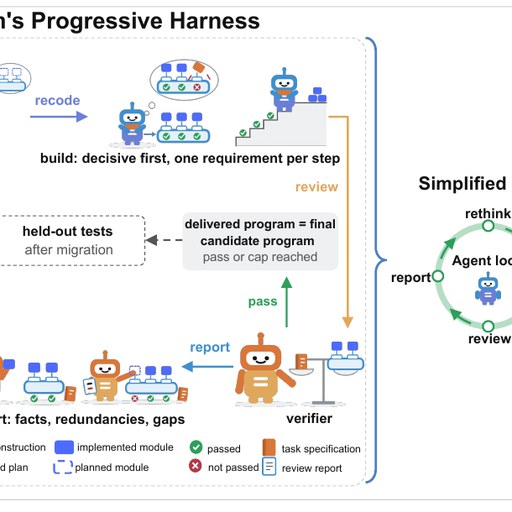 n's Progressive Harness
recode
build: decisive first, one requirement per step
review
Simplified
rethink
held-out tests
after migration
delivered program = final
candidate program
pass or cap reached
Agent loo
report
review
pass
report
rt: facts, redundancies, gaps
verifier
onstruction
implemented module
passed
task specification
d plan
planned module
not passed
review report